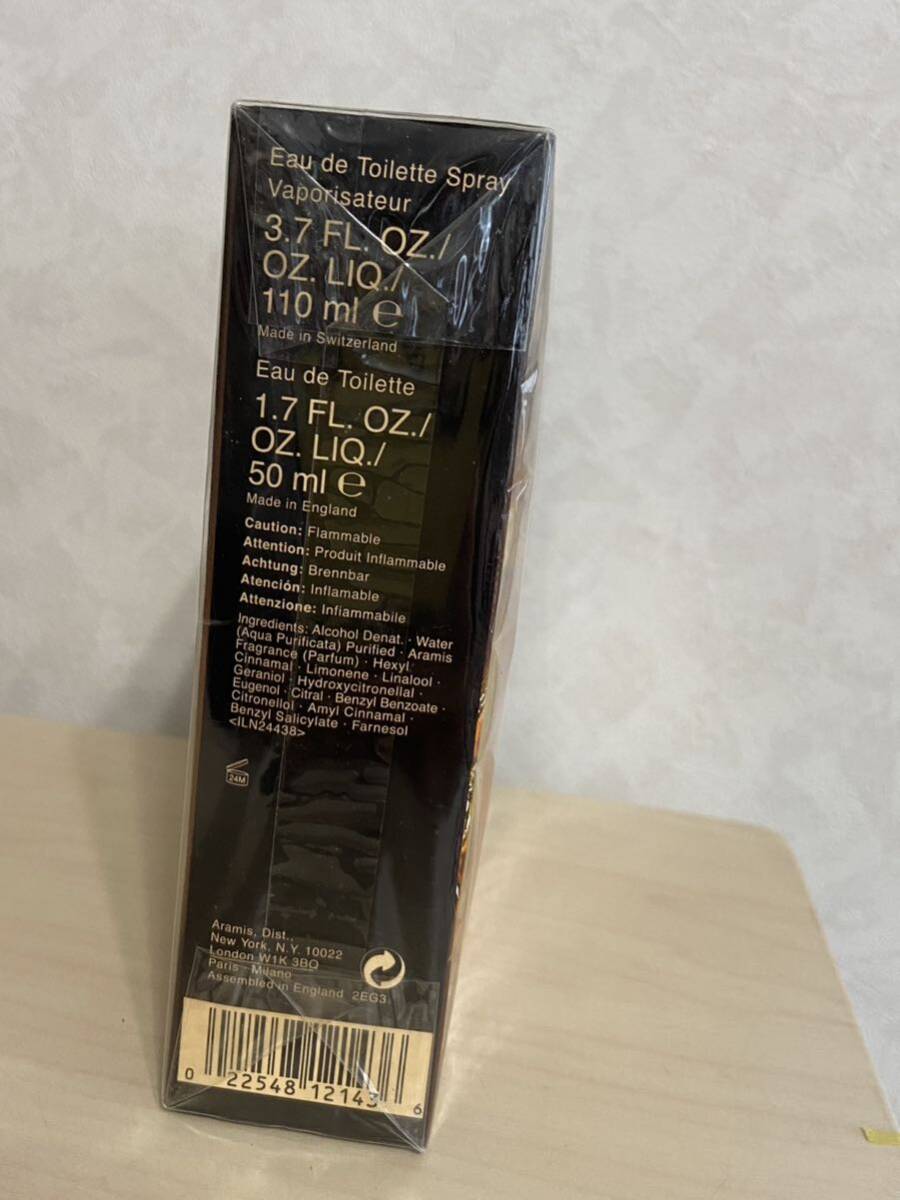 Eau de Toilette Spray
Vaporisateur
3.7 FL. OZ./
OZ. LIQ./
110 ml ℮
Made in Switzerland
Eau de Toilette
1.7 FL. OZ./
OZ. LIQ./
50 ml ℮
Made in England
Caution: Flammable
Attention: Produit Inflammable
Achtung: Brennbar
Atención: Inflamable
Attenzione: Infiammabile
Ingredients: Alcohol Denat. · Water
(Aqua Purificata) Purified · Aramis
Fragrance (Parfum) · Hexyl
Cinnamal · Limonene · Linalool ·
Geraniol · Hydroxycitronellal ·
Eugenol · Citral · Benzyl Benzoate ·
Citronellol · Amyl Cinnamal ·
Benzyl Salicylate · Farnesol
<ILN24438>
24M
Aramis, Dist.,
New York, N.Y. 10022
London W1K 3BQ
Paris - Milano
Assembled in England 2EG3
0 22548 12143 6